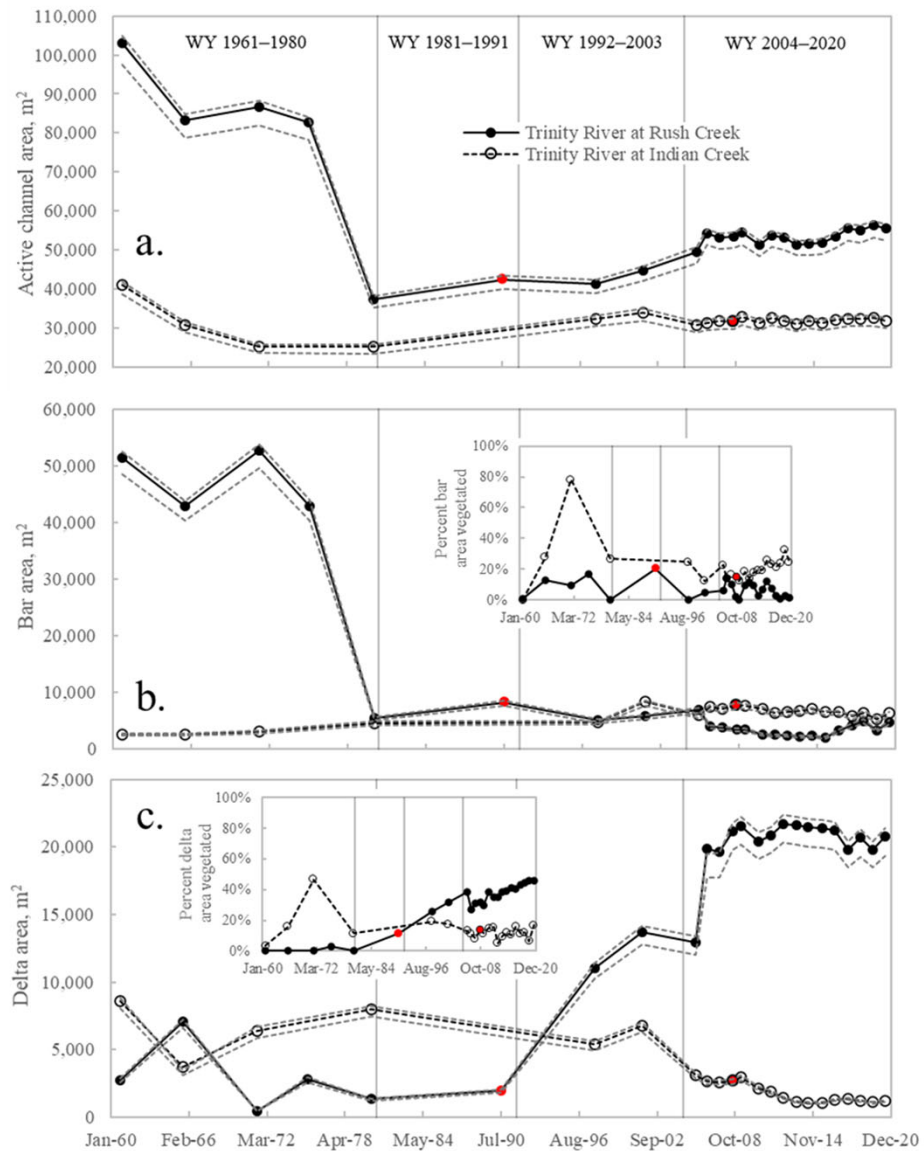 110,000
100,000
90,000
80,000
70,000
60,000
50,000
40,000
30,000
20,000
Active channel area, m²
WY 1961–1980
WY 1981–1991
WY 1992–2003
WY 2004–2020
Trinity River at Rush Creek
Trinity River at Indian Creek
a.
60,000
50,000
40,000
30,000
20,000
10,000
0
Bar area, m²
100%
80%
60%
40%
20%
0%
Percent bar
area vegetated
Jan-60 Mar-72 May-84 Aug-96 Oct-08 Dec-20
b.
25,000
20,000
15,000
10,000
5,000
0
Delta area, m²
c.
100%
80%
60%
40%
20%
0%
Percent delta
area vegetated
Jan-60 Mar-72 May-84 Aug-96 Oct-08 Dec-20
Jan-60 Feb-66 Mar-72 Apr-78 May-84 Jul-90 Aug-96 Sep-02 Oct-08 Nov-14 Dec-20